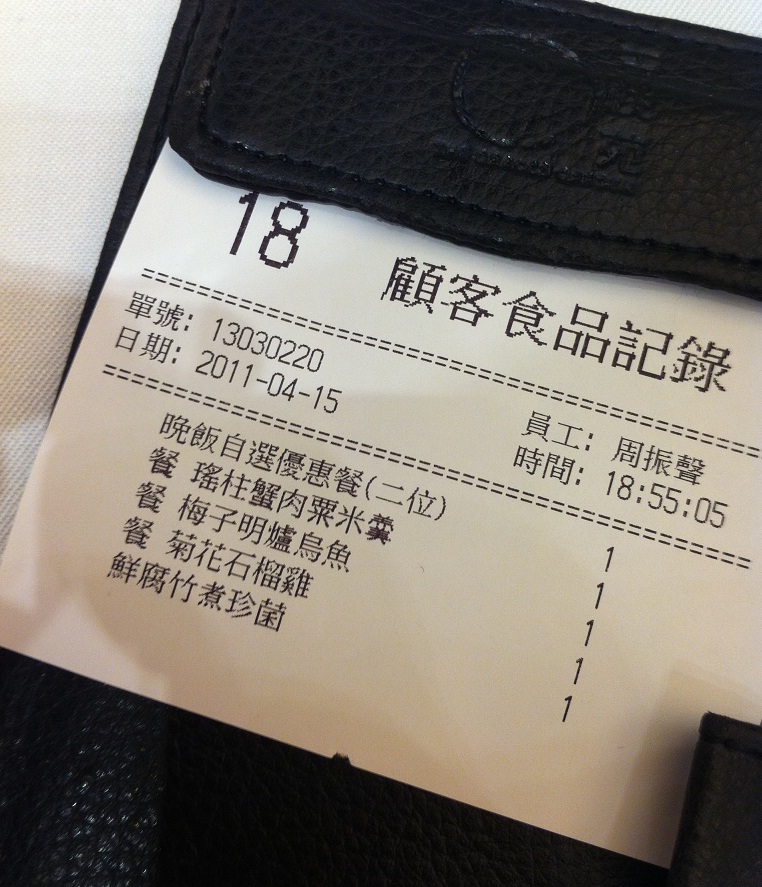 18 顧客食品記錄
單號: 13030220 員工: 周振聲
日期: 2011-04-15 時間: 18:55:05
晚飯自選優惠餐(二位) 1
餐 瑤柱蟹肉粟米羹 1
餐 梅子明爐烏魚 1
餐 菊花石榴雞 1
鮮腐竹煮珍菌 1